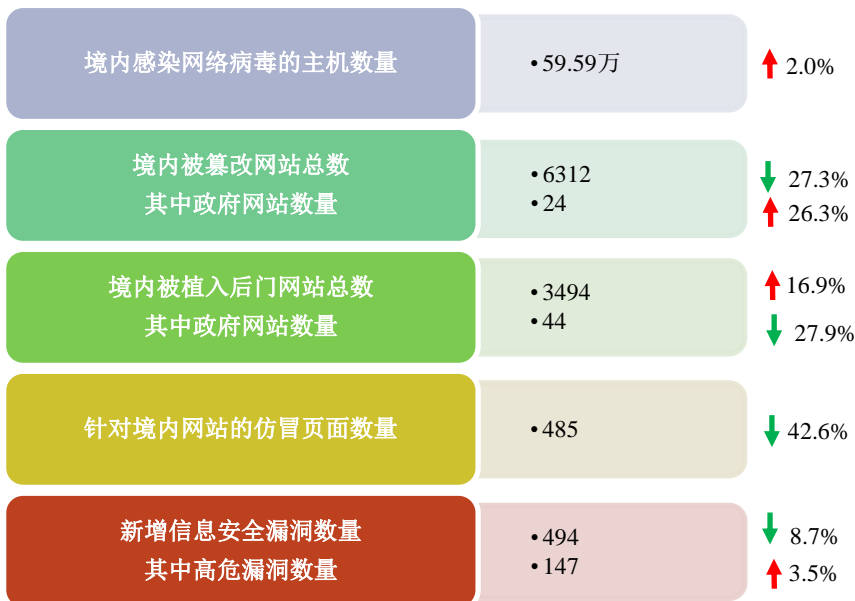 境内感染网络病毒的主机数量
•59.59万
2.0%
境内被篡改网站总数
其中政府网站数量
•6312
•24
27.3%
26.3%
境内被植入后门网站总数
其中政府网站数量
•3494
•44
16.9%
27.9%
针对境内网站的仿冒页面数量
•485
42.6%
新增信息安全漏洞数量
其中高危漏洞数量
•494
•147
8.7%
3.5%